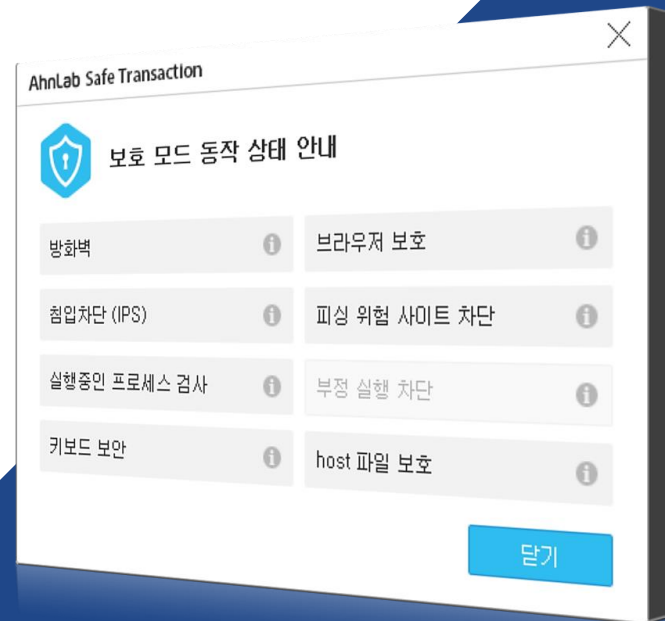 AhnLab Safe Transaction
보호 모드 동작 상태 안내
방화벽
브라우저 보호
침입차단 (IPS)
피싱 위험 사이트 차단
실행중인 프로세스 검사
부정 실행 차단
키보드 보안
host 파일 보호
닫기